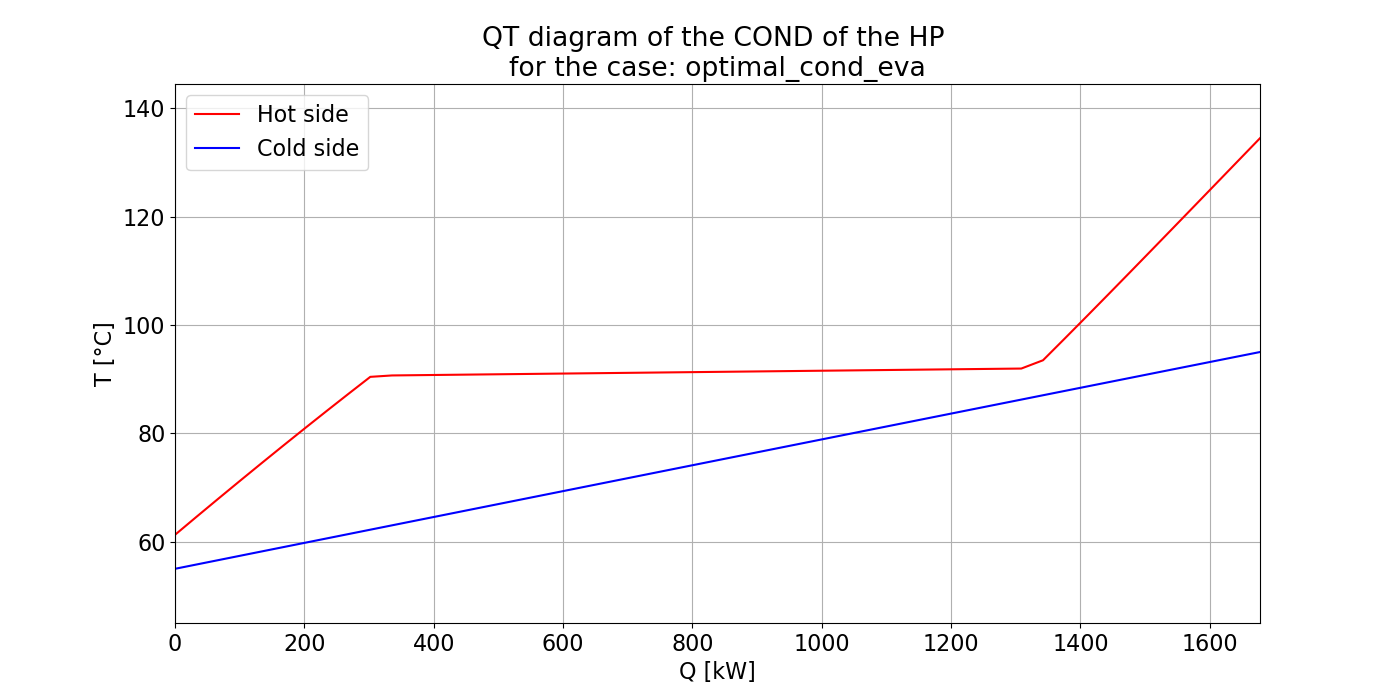 QT diagram of the COND of the HP
for the case: optimal_cond_eva
Hot side
Cold side
T [°C]
140
120
100
80
60
0 200 400 600 800 1000 1200 1400 1600
Q [kW]